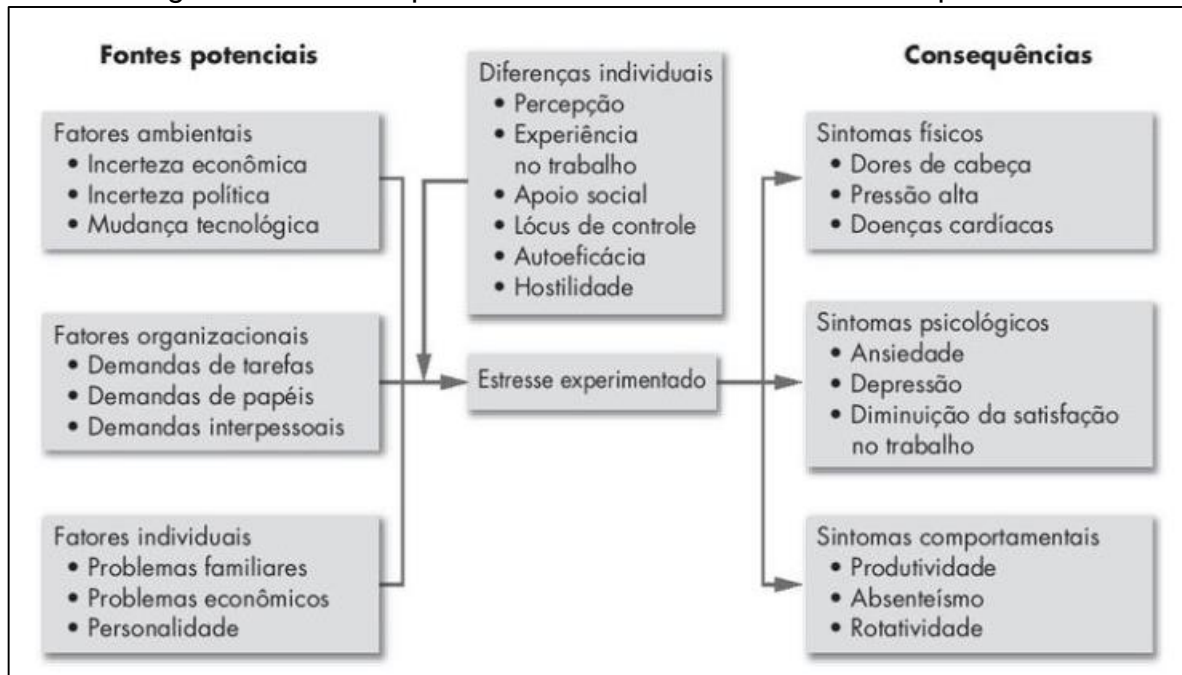 Fontes potenciais
Fatores ambientais
• Incerteza econômica
• Incerteza política
• Mudança tecnológica
Fatores organizacionais
• Demandas de tarefa
• Demandas de papéis
• Demandas interpessoais
Fatores individuais
• Problemas familiares
• Problemas econômicos
• Personalidade
Diferenças individuais
• Percepção
• Experiência
no trabalho
• Apoio social
• Lócus de controle
• Autoeficácia
• Hostilidade
Estresse experimentado
Consequências
Sintomas físicos
• Dores de cabeça
• Pressão alta
• Doenças cardíacas
Sintomas psicológicos
• Ansiedade
• Depressão
• Diminuição da satisfação
no trabalho
Sintomas comportamentais
• Produtividade
• Absenteísmo
• Rotatividade